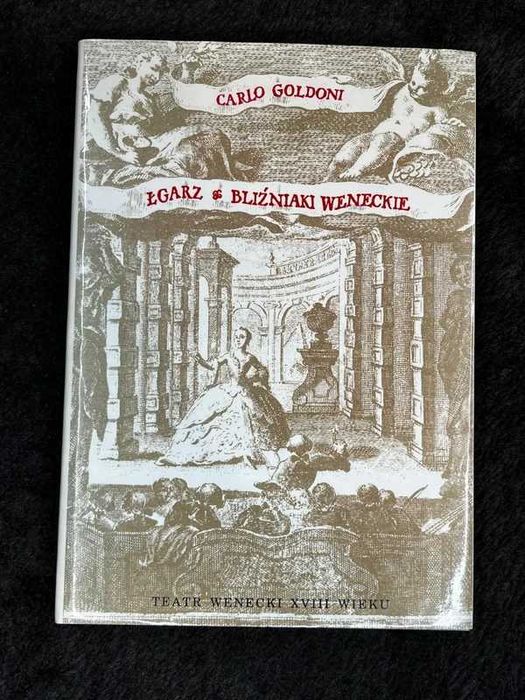 CARLO GOLDONI
ŁGARZ & BLIŹNIAKI WENECKIE
TEATR WENECKI XVIII WIEKU